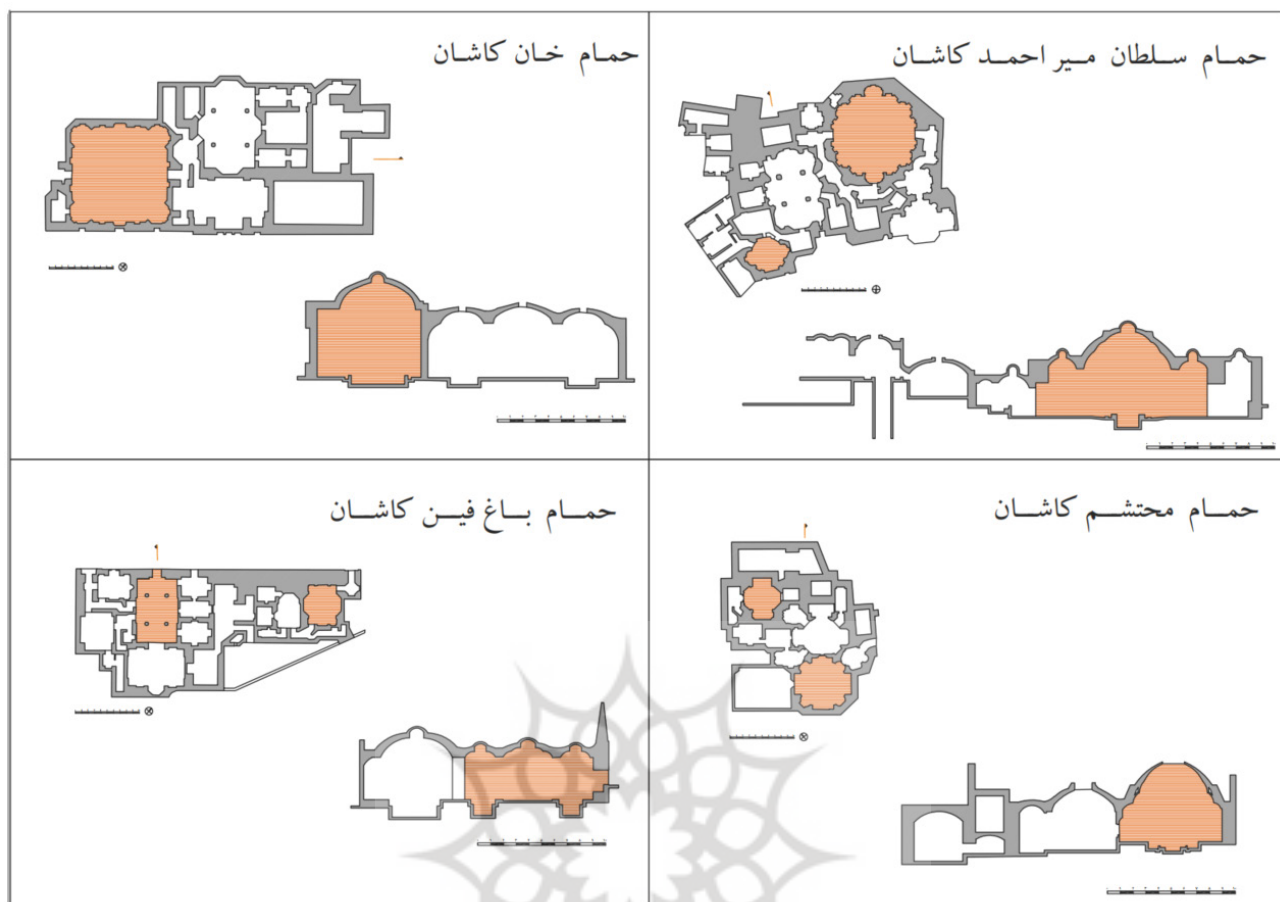 حمام سلطان میر احمد کاشان
حمام خان کاشان
حمام محتشم کاشان
حمام باغ فین کاشان